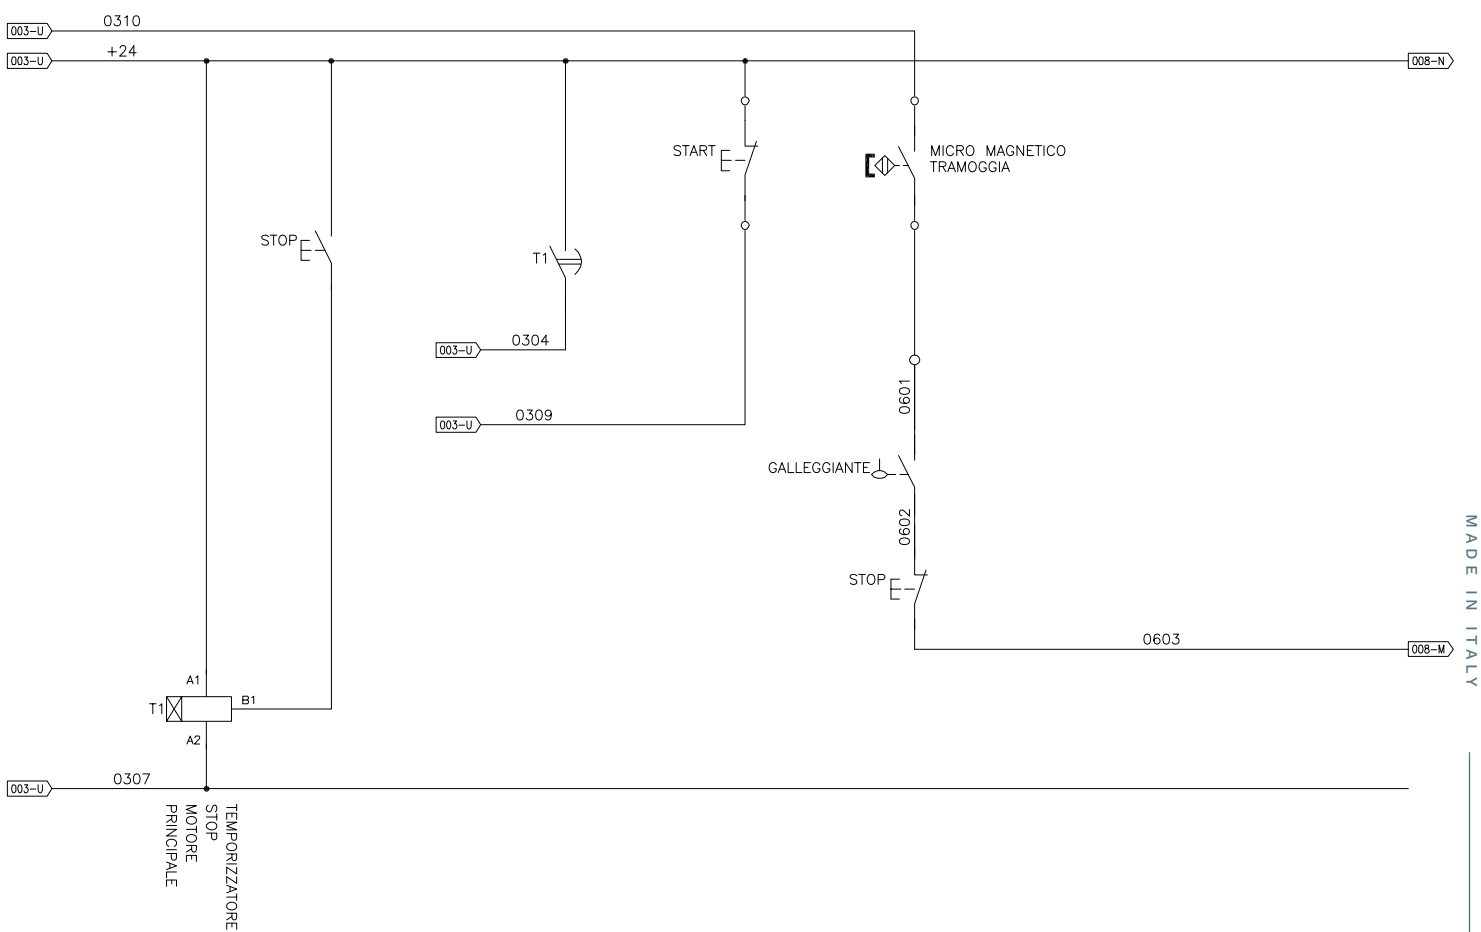 0310
003-U
+24
003-U
008-N
START
MICRO MAGNETICO
TRAMOGGIA
STOP
T1
0304
003-U
0309
003-U
0601
GALLEGGIANTE
0602
STOP
0603
008-M
A1
B1
T1
A2
0307
003-U
TEMPORIZZATORE
STOP
MOTORE
PRINCIPALE
MADE IN ITALY